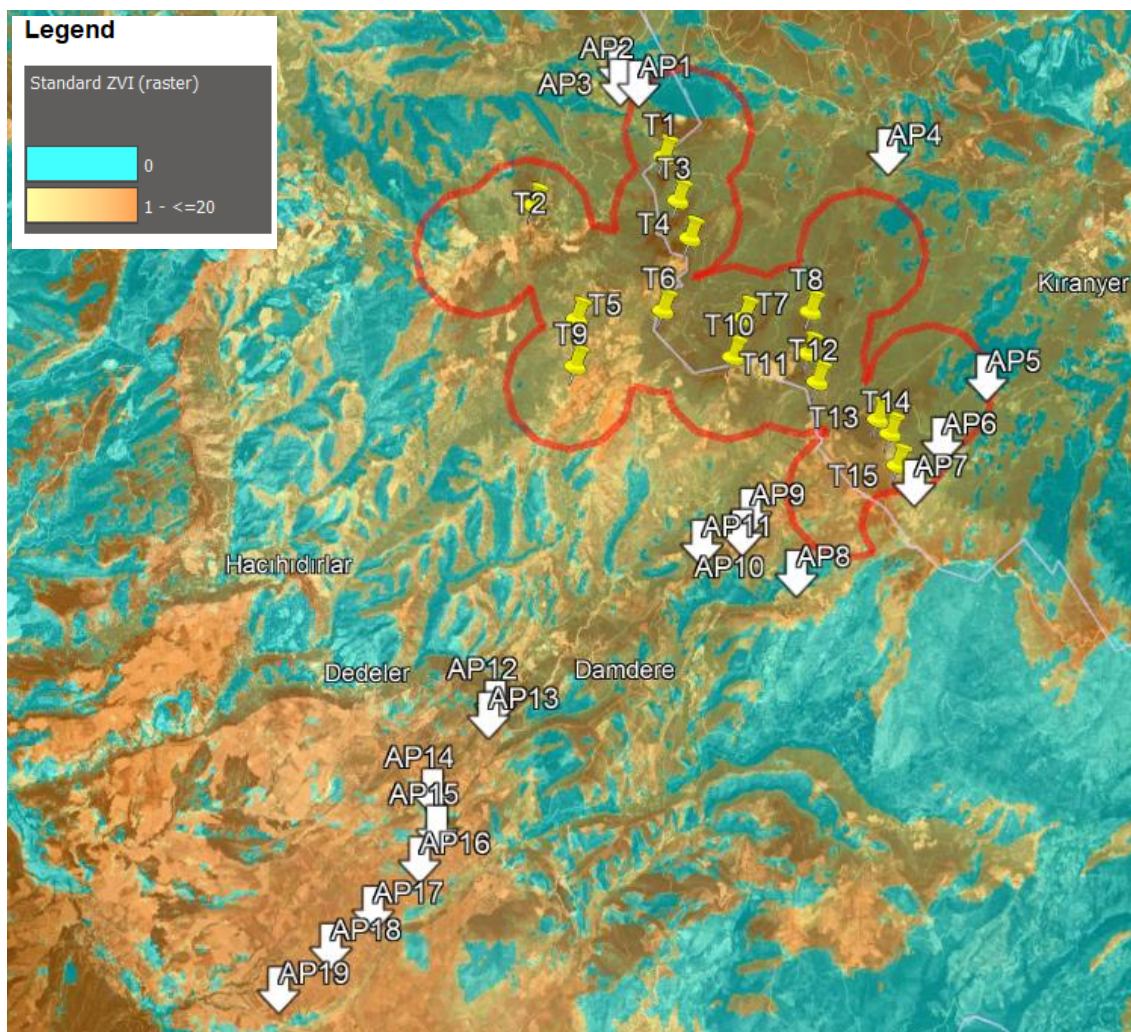 Legend
Standard ZVI (raster)
0
1 - <=20
AP2
AP1
AP3
T1
AP4
T3
T2
T4
Kıranyer
T6
T8
T5
T7
T10
T9
T12
T11
AP5
T14
T13
AP6
AP7
T15
AP9
AP11
AP8
AP10
Hacıhıdırlar
AP12
Damdere
Dedeler
AP13
AP14
AP15
AP16
AP17
AP18
AP19